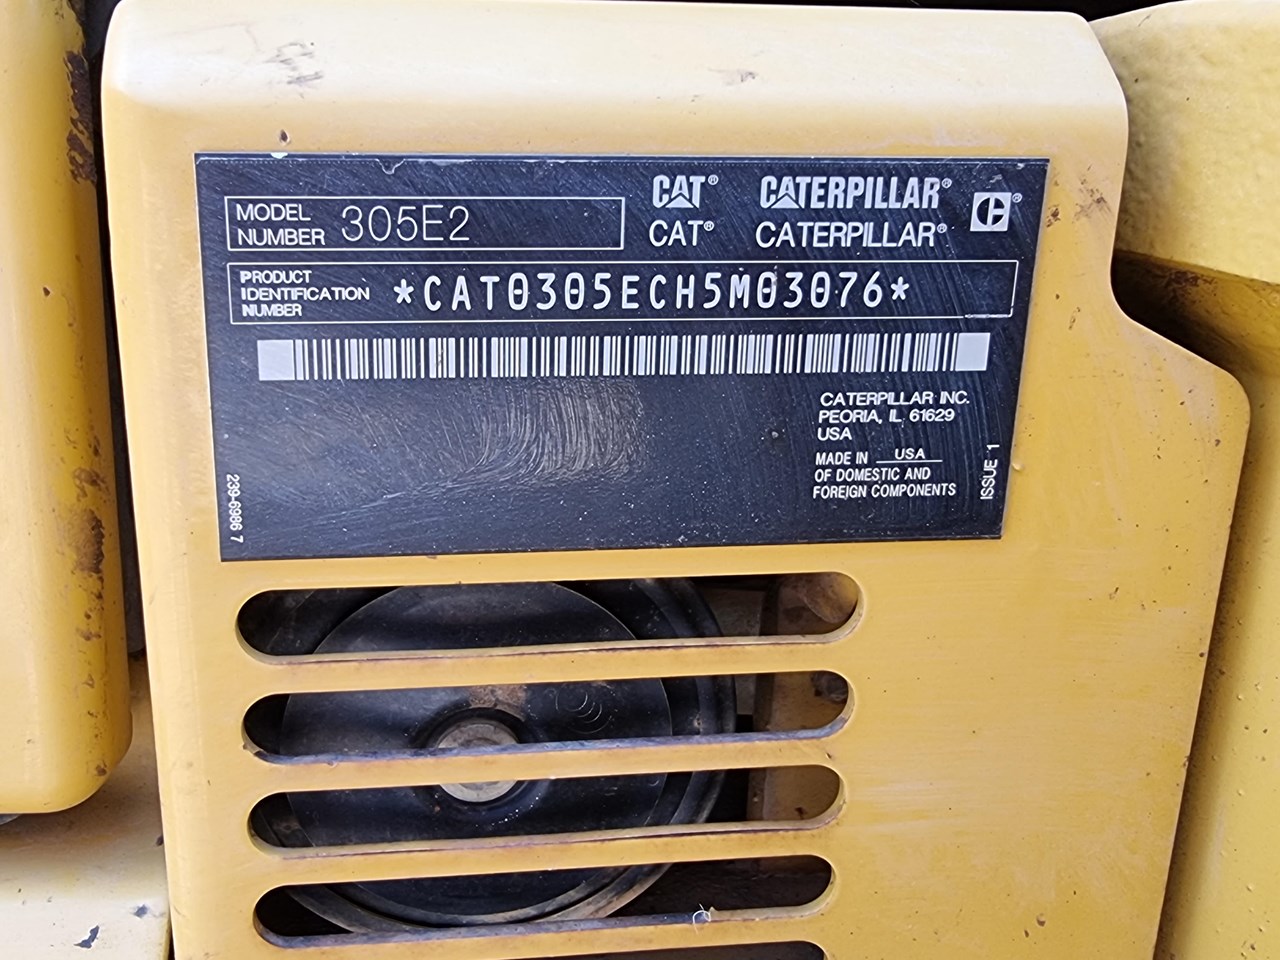 CAT® CATERPILLAR®
CAT® CATERPILLAR®
MODEL NUMBER 305E2
PRODUCT IDENTIFICATION NUMBER *CAT0305ECH5M03076*
CATERPILLAR INC.
PEORIA, IL 61629
USA
MADE IN USA
OF DOMESTIC AND
FOREIGN COMPONENTS
ISSUE 1
239-6986 7